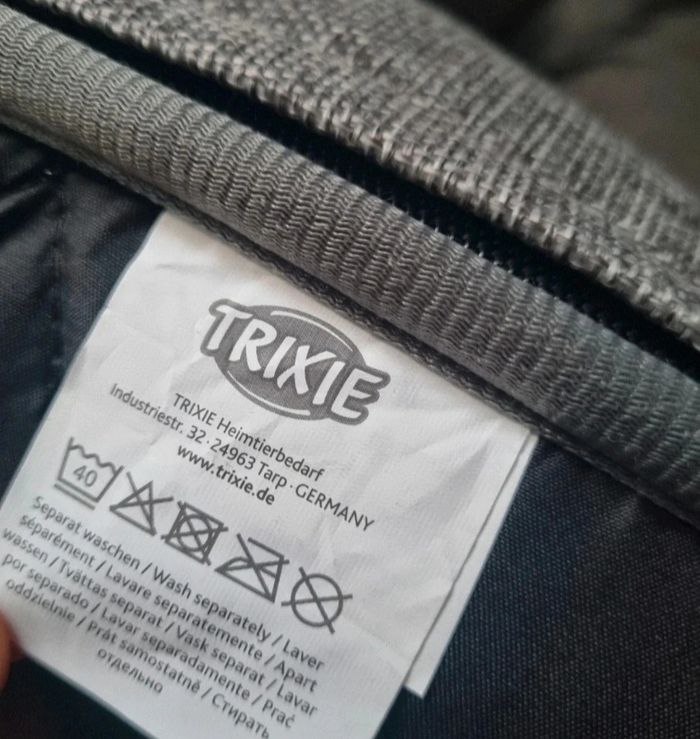 TRIXIE
TRIXIE Heimtierbedarf
Industriestr. 32 · 24963 Tarp · GERMANY
www.trixie.de
40
Separat waschen / Wash separately / Laver
séparément / Lavare separatemente / Apart
wassen / Tvättas separat / Vask separat / Lavar
por separado / Lavar separadamente / Prać
oddzielnie / Prát samostatně / Стирать
отдельно